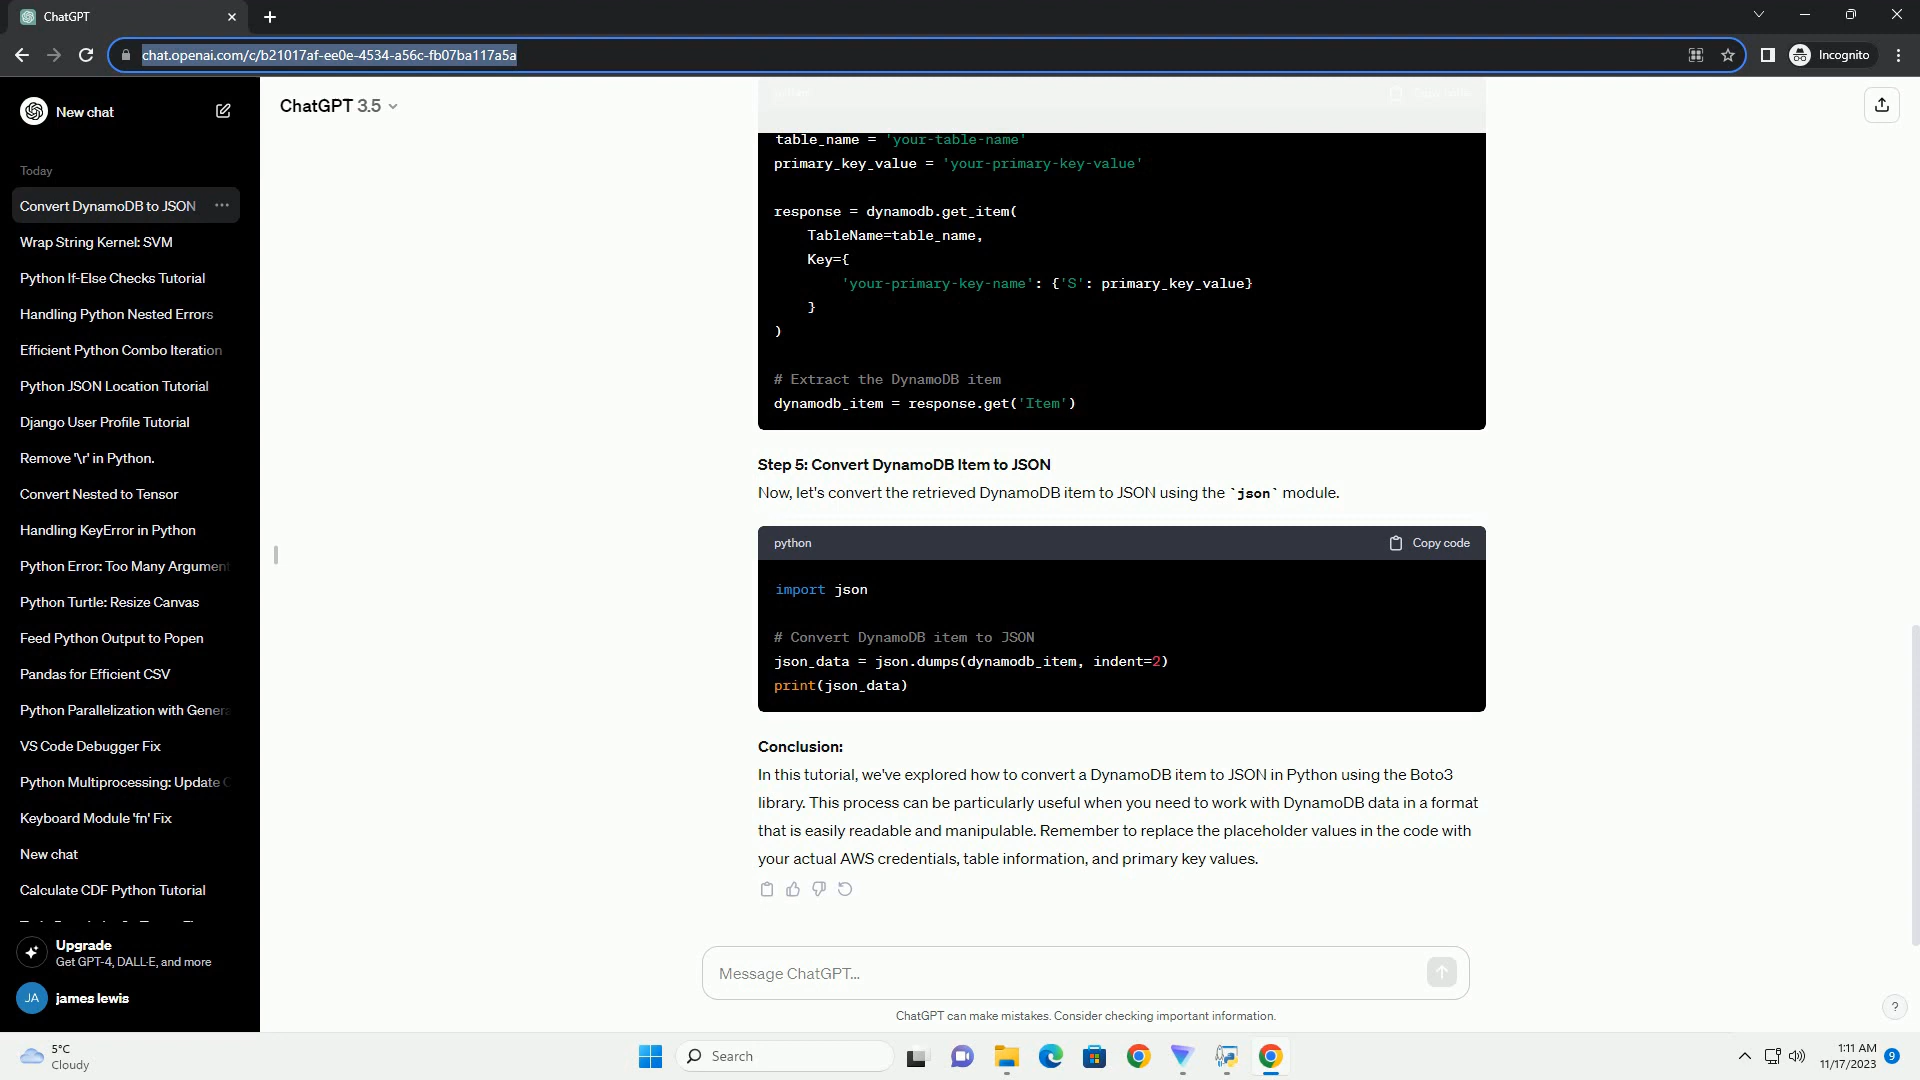 ChatGPT
chat.openai.com/c/b21017af-ee0e-4534-a56c-fb07ba117a5a
Incognito
New chat
Today
Convert DynamoDB to JSON
Wrap String Kernel: SVM
Python If-Else Checks Tutorial
Handling Python Nested Errors
Efficient Python Combo Iteration
Python JSON Location Tutorial
Django User Profile Tutorial
Remove '\r' in Python.
Convert Nested to Tensor
Handling KeyError in Python
Python Error: Too Many Argument
Python Turtle: Resize Canvas
Feed Python Output to Popen
Pandas for Efficient CSV
Python Parallelization with Genera
VS Code Debugger Fix
Python Multiprocessing: Update C
Keyboard Module 'fn' Fix
New chat
Calculate CDF Python Tutorial
Upgrade
Get GPT-4, DALL·E, and more
JA
james lewis
ChatGPT 3.5
python
Copy code
table_name = 'your-table-name'
primary_key_value = 'your-primary-key-value'
response = dynamodb.get_item(
TableName=table_name,
Key={
'your-primary-key-name': {'S': primary_key_value}
}
)
# Extract the DynamoDB item
dynamodb_item = response.get('Item')
Step 5: Convert DynamoDB Item to JSON
Now, let's convert the retrieved DynamoDB item to JSON using the `json` module.
python
Copy code
import json
# Convert DynamoDB item to JSON
json_data = json.dumps(dynamodb_item, indent=2)
print(json_data)
Conclusion:
In this tutorial, we've explored how to convert a DynamoDB item to JSON in Python using the Boto3
library. This process can be particularly useful when you need to work with DynamoDB data in a format
that is easily readable and manipulable. Remember to replace the placeholder values in the code with
your actual AWS credentials, table information, and primary key values.
Message ChatGPT...
ChatGPT can make mistakes. Consider checking important information.
?
5°C
Cloudy
Search
1:11 AM
11/17/2023
9